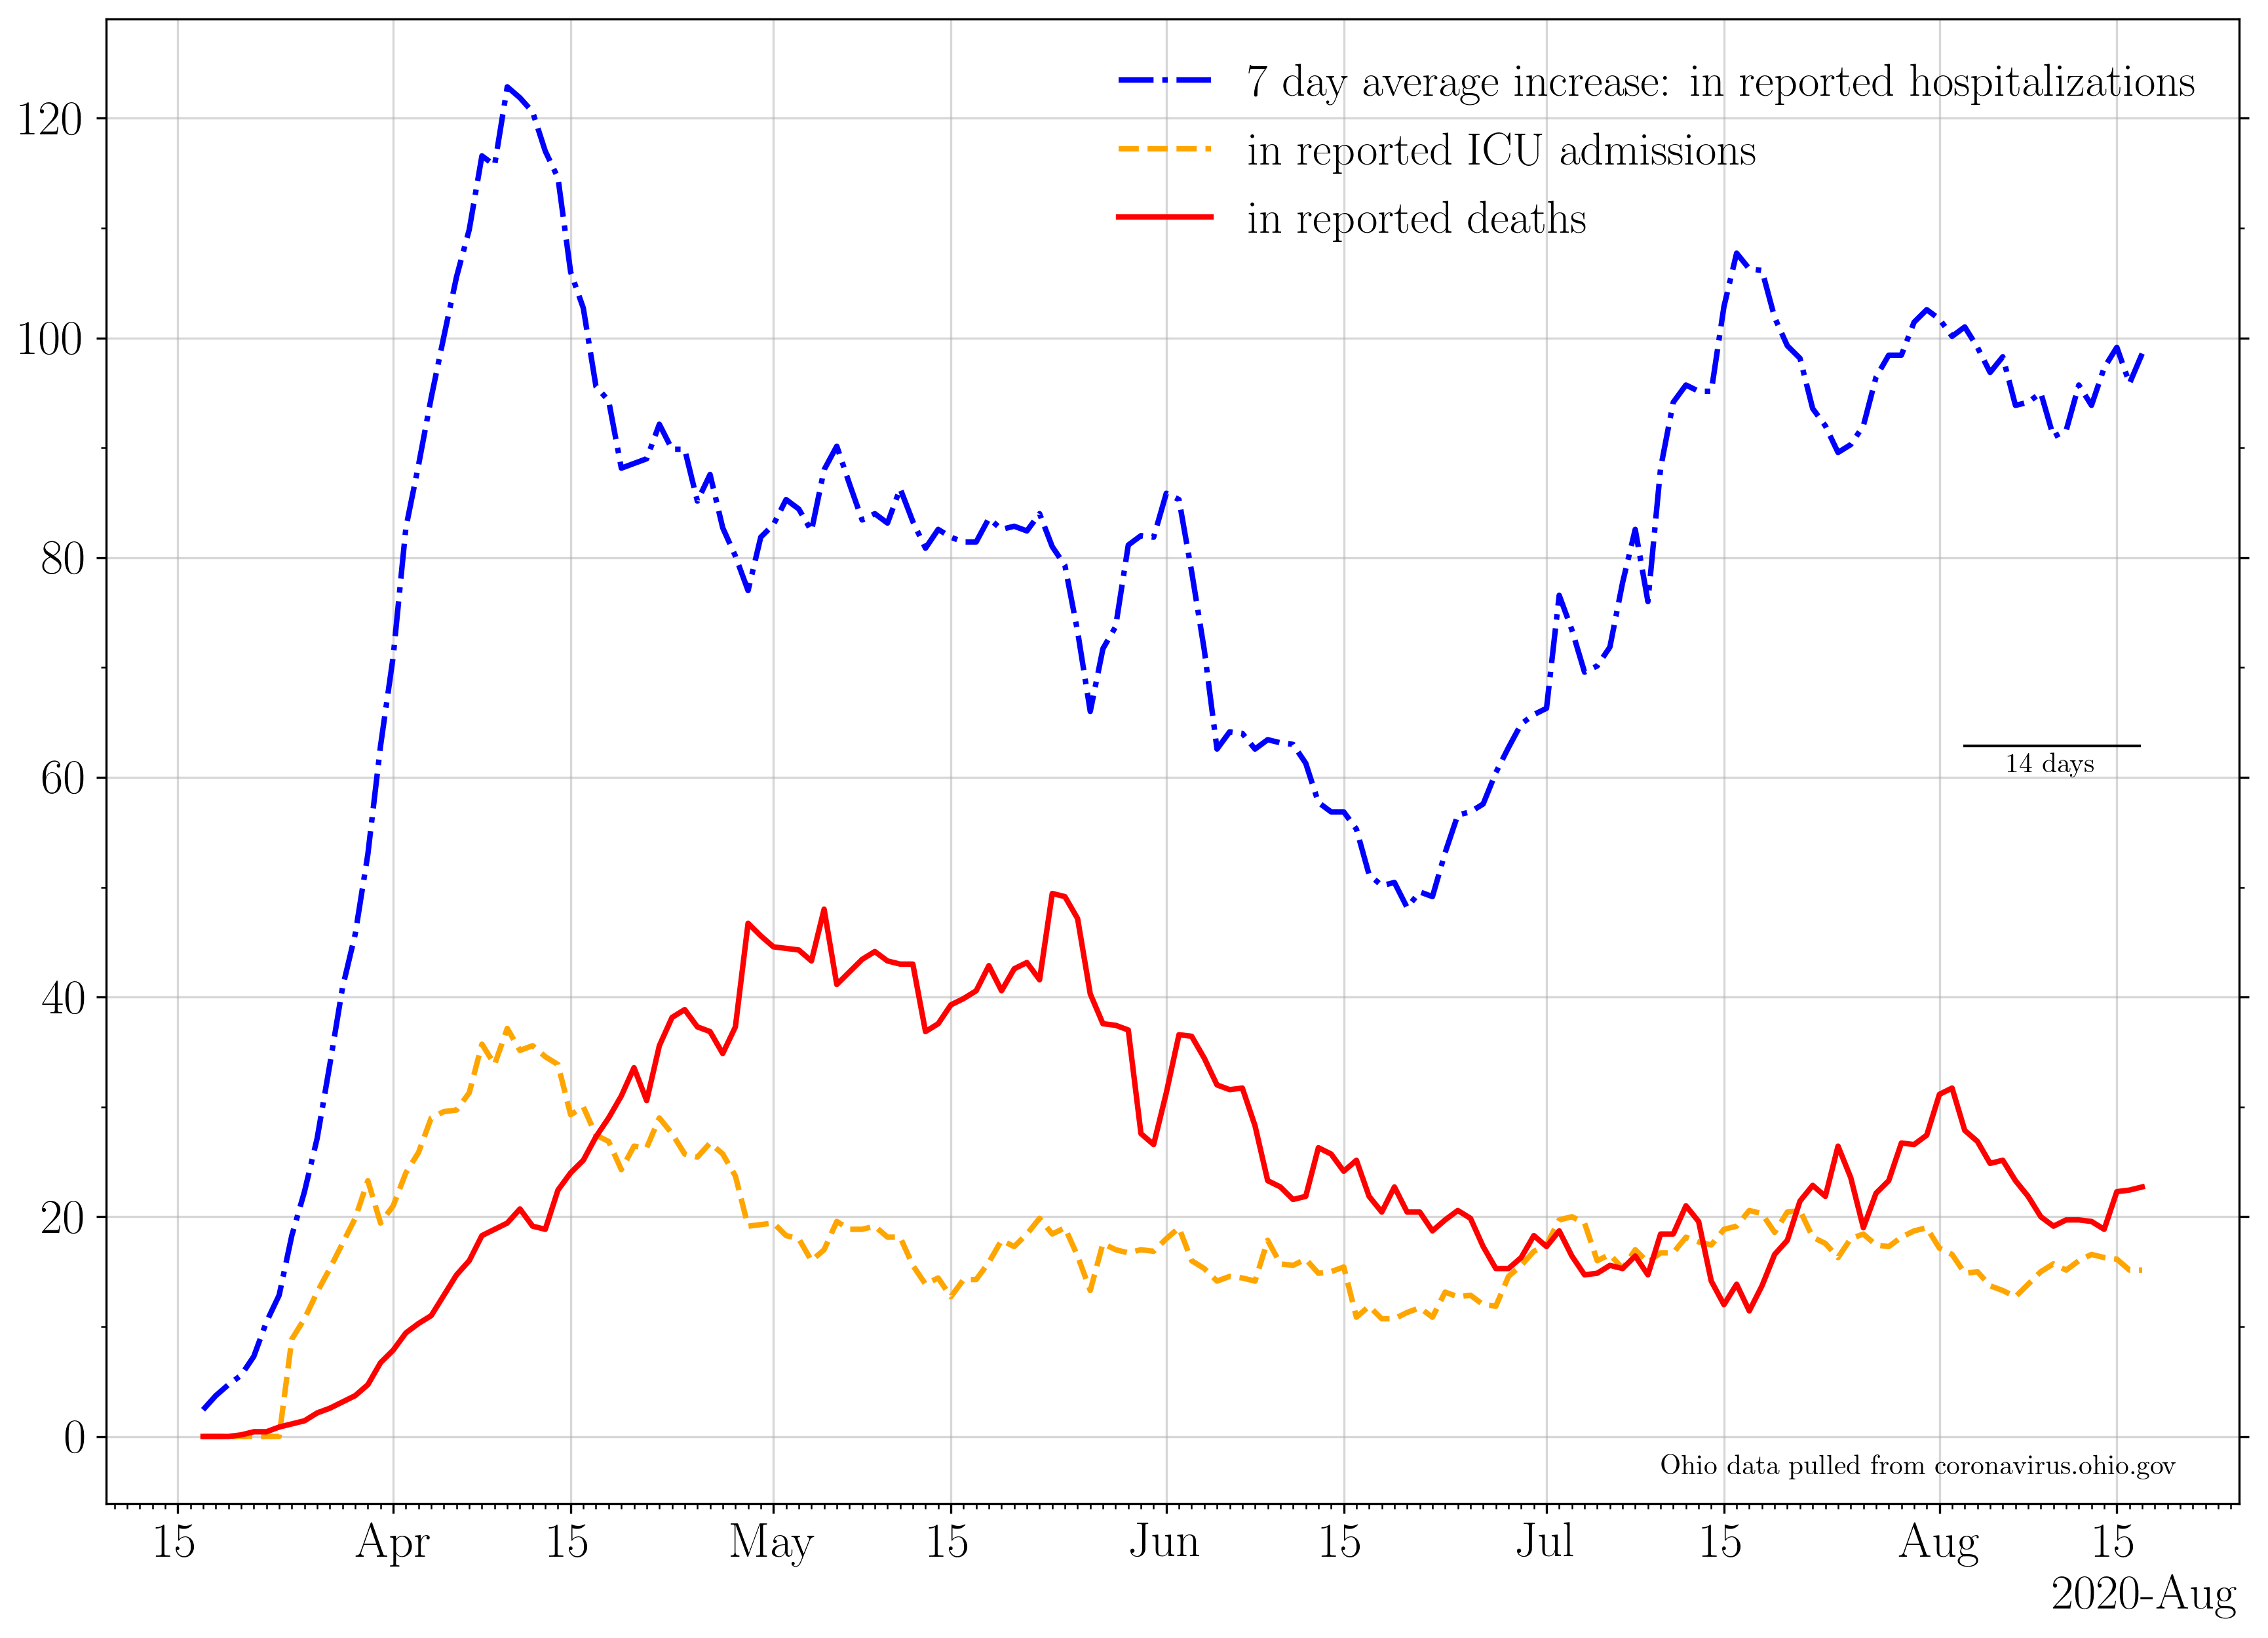 7 day average increase: in reported hospitalizations
in reported ICU admissions
in reported deaths
120
100
80
60
40
20
0
14 days
Ohio data pulled from coronavirus.ohio.gov
15 Apr 15 May 15 Jun 15 Jul 15 Aug 15
2020-Aug